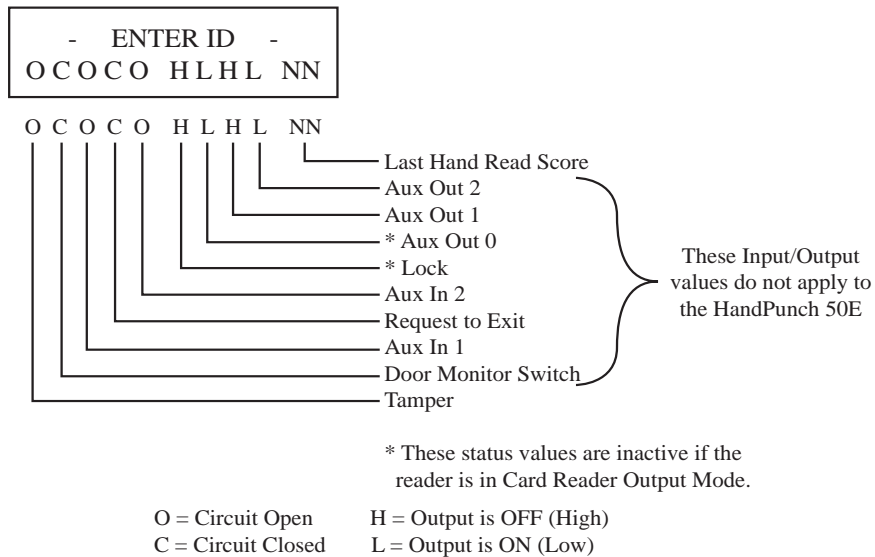 - ENTER ID -
O C O C O H L H L NN
O C O C O H L H L NN
Last Hand Read Score
Aux Out 2
Aux Out 1
* Aux Out 0
* Lock
Aux In 2
Request to Exit
Aux In 1
Door Monitor Switch
Tamper
These Input/Output
values do not apply to
the HandPunch 50E
* These status values are inactive if the
reader is in Card Reader Output Mode.
O = Circuit Open H = Output is OFF (High)
C = Circuit Closed L = Output is ON (Low)